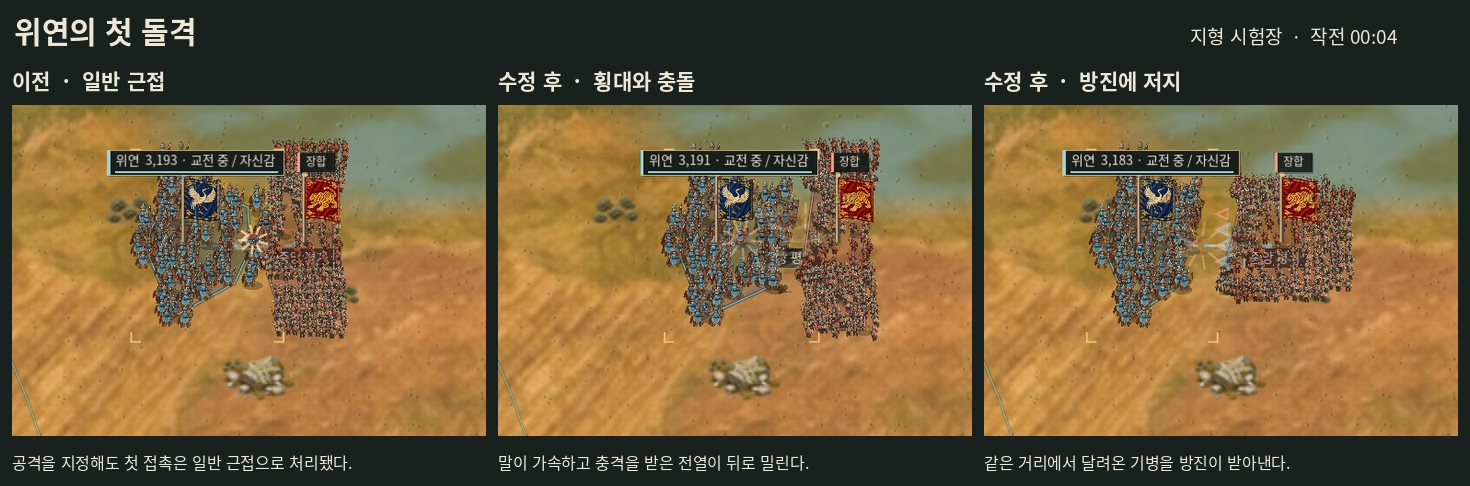 위연의 첫 돌격
지형 시험장 · 작전 00:04
이전 · 일반 근접
수정 후 · 횡대와 충돌
수정 후 · 방진에 저지
위연 3,193 · 교전 중 / 자신감
장합
위연 3,191 · 교전 중 / 자신감
장합
위연 3,183 · 교전 중 / 자신감
장합
평
공격을 지정해도 첫 접촉은 일반 근접으로 처리됐다.
말이 가속하고 충격을 받은 전열이 뒤로 밀린다.
같은 거리에서 달려온 기병을 방진이 받아낸다.